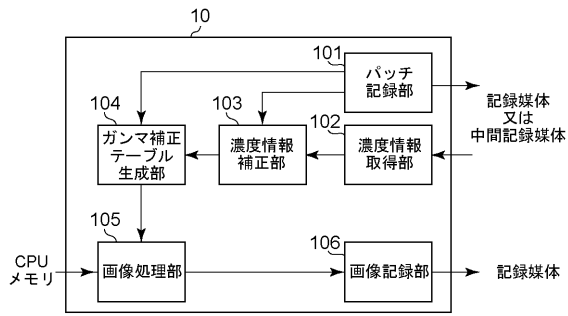 10
101
パッチ
記録部
記録媒体
又は
中間記録媒体
104
ガンマ補正
テーブル
生成部
103
濃度情報
補正部
102
濃度情報
取得部
105
画像処理部
106
画像記録部
CPU
メモリ
記録媒体